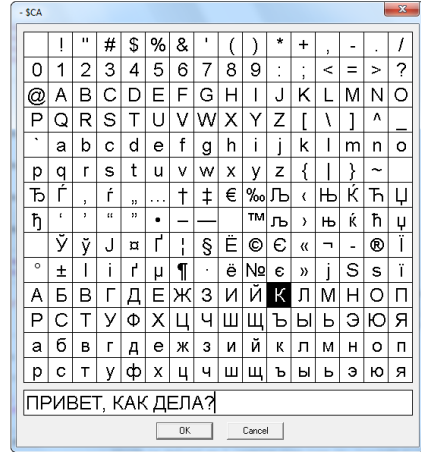 - $CA
! " # $ % & ' ( ) * + , - . /
0 1 2 3 4 5 6 7 8 9 : ; < = > ?
@ A B C D E F G H I J K L M N O
P Q R S T U V W X Y Z [ \ ] ^ _
` a b c d e f g h i j k l m n o
p q r s t u v w x y z { | } ~
Ђ Ѓ ‚ ѓ „ … † ‡ € ‰ Љ ‹ Њ Ќ Ћ Џ
ђ ‘ ’ “ ” • – — ™ љ › њ ќ ћ џ
Ў ў Ј ¤ Ґ ¦ § Ё © Є « ¬ - ® Ї
° ± І і ґ µ ¶ · ё № є » ј Ѕ ѕ ї
А Б В Г Д Е Ж З И Й К Л М Н О П
Р С Т У Ф Х Ц Ч Ш Щ Ъ Ы Ь Э Ю Я
а б в г д е ж з и й к л м н о п
р с т у ф х ц ч ш щ ъ ы ь э ю я
ПРИВЕТ, КАК ДЕЛА?
OK Cancel